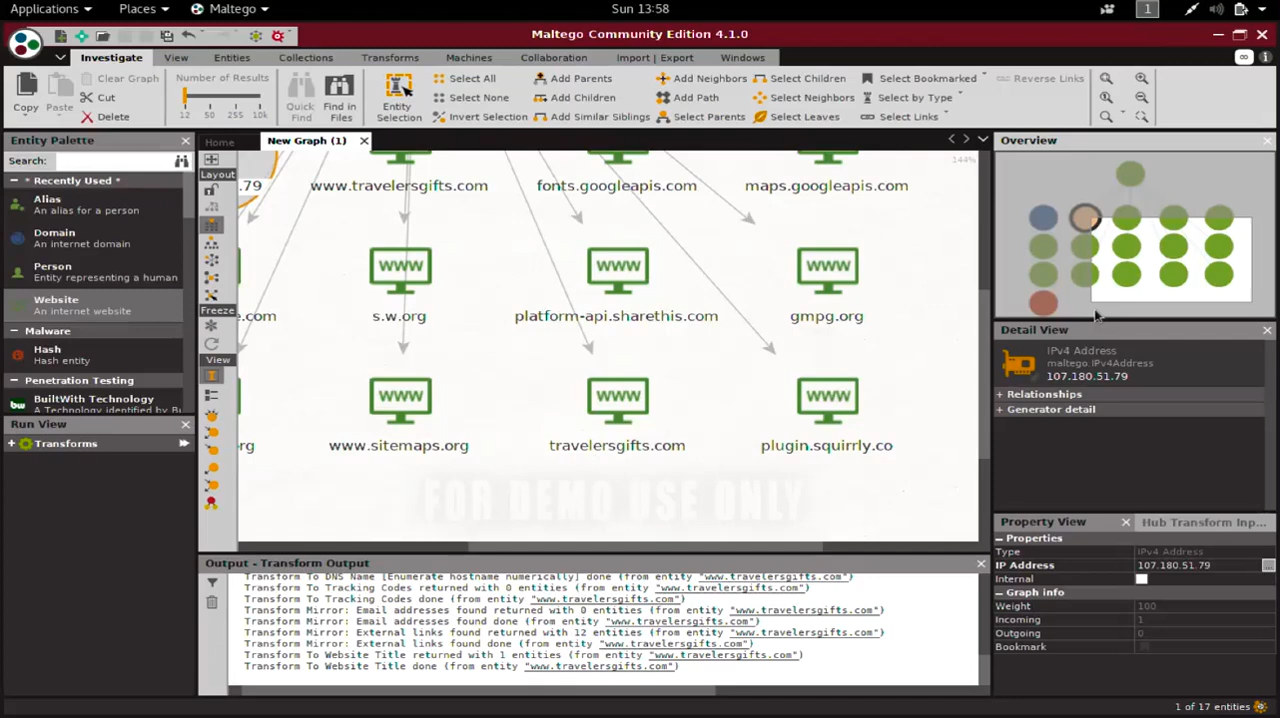 Applications Places Maltego Sun 13:58 1
Maltego Community Edition 4.1.0
Investigate View Entities Collections Transforms Machines Collaboration Import | Export Windows
Copy Paste Clear Graph Cut Delete
Number of Results
12 50 255 10k
Quick Find Find in Files
Entity Selection
Select All Add Parents Add Neighbors Select Children Select Bookmarked Reverse Links
Select None Add Children Add Path Select Neighbors Select by Type
Invert Selection Add Similar Siblings Select Parents Select Leaves Select Links
Entity Palette
Search:
* Recently Used *
Alias
An alias for a person
Domain
An internet domain
Person
Entity representing a human
Website
An internet website
Malware
Hash
Hash entity
Penetration Testing
BuiltWith Technology
A Technology identified by Bu
Run View
+ Transforms
Home New Graph (1)
Layout
Freeze
View
144%
.79 www.travelersgifts.com fonts.googleapis.com maps.googleapis.com
WWW WWW WWW
e.com s.w.org platform-api.sharethis.com gmpg.org
WWW WWW WWW
rg www.sitemaps.org travelersgifts.com plugin.squirrly.co
FOR DEMO USE ONLY
Output - Transform Output
Transform To DNS Name [Enumerate hostname numerically] done (from entity "www.travelersgifts.com")
Transform To Tracking Codes returned with 0 entities (from entity "www.travelersgifts.com")
Transform To Tracking Codes done (from entity "www.travelersgifts.com")
Transform Mirror: Email addresses found returned with 0 entities (from entity "www.travelersgifts.com")
Transform Mirror: Email addresses found done (from entity "www.travelersgifts.com")
Transform Mirror: External links found returned with 12 entities (from entity "www.travelersgifts.com")
Transform Mirror: External links found done (from entity "www.travelersgifts.com")
Transform To Website Title returned with 1 entities (from entity "www.travelersgifts.com")
Transform To Website Title done (from entity "www.travelersgifts.com")
Overview
Detail View
IPv4 Address
maltego.IPv4Address
107.180.51.79
+ Relationships
+ Generator detail
Property View Hub Transform Inp...
Properties
Type IPv4 Address
IP Address 107.180.51.79 ...
Internal
Graph info
Weight 100
Incoming 1
Outgoing 0
Bookmark
1 of 17 entities